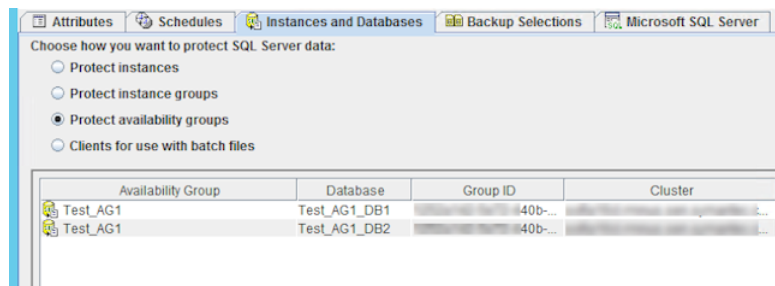 Attributes Schedules Instances and Databases Backup Selections Microsoft SQL Server
Choose how you want to protect SQL Server data:
Protect instances
Protect instance groups
Protect availability groups
Clients for use with batch files
Availability Group Database Group ID Cluster
Test_AG1 Test_AG1_DB1 40b-...
Test_AG1 Test_AG1_DB2 40b-...